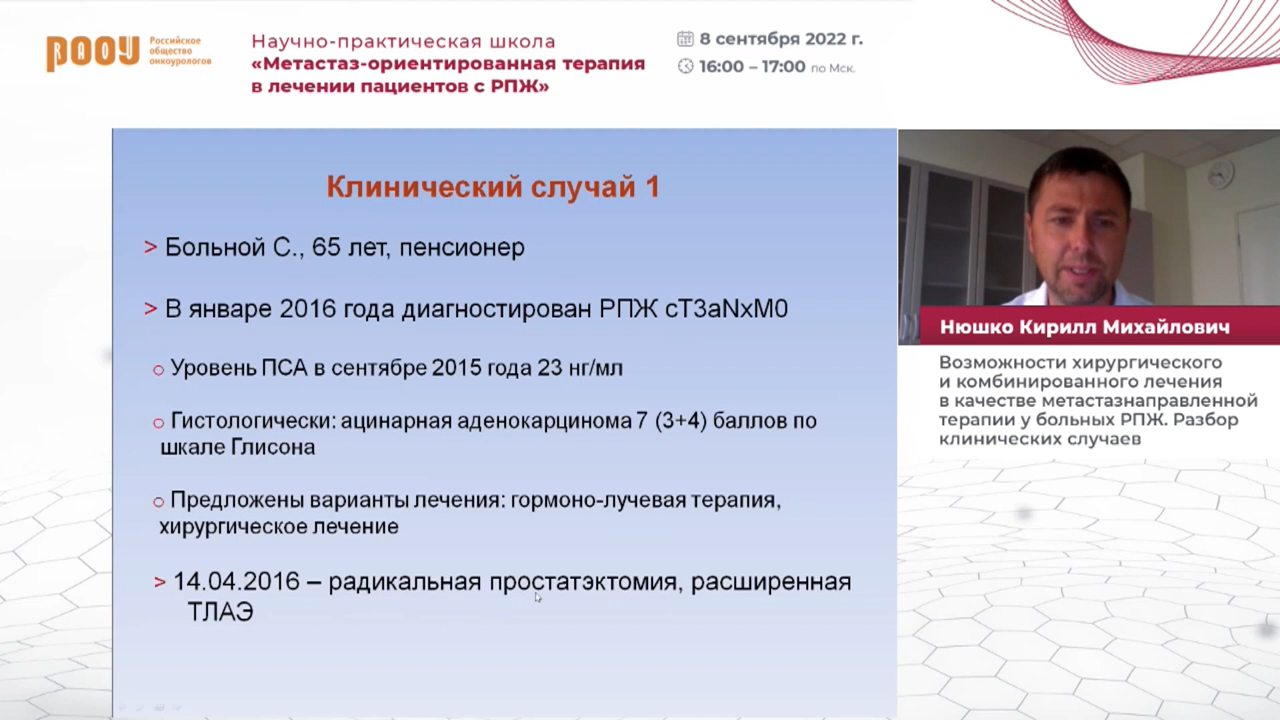 RAOU
Российское
общество
онкоурологов
Научно-практическая школа
«Метастаз-ориентированная терапия
в лечении пациентов с РПЖ»
8 сентября 2022 г.
16:00 – 17:00 по Мск.
Клинический случай 1
> Больной С., 65 лет, пенсионер
> В январе 2016 года диагностирован РПЖ cT3aNxM0
o Уровень ПСА в сентябре 2015 года 23 нг/мл
o Гистологически: ацинарная аденокарцинома 7 (3+4) баллов по
шкале Глисона
o Предложены варианты лечения: гормоно-лучевая терапия,
хирургическое лечение
> 14.04.2016 – радикальная простатэктомия, расширенная
ТЛАЭ
Нюшко Кирилл Михайлович
Возможности хирургического
и комбинированного лечения
в качестве метастазнаправленной
терапии у больных РПЖ. Разбор
клинических случаев